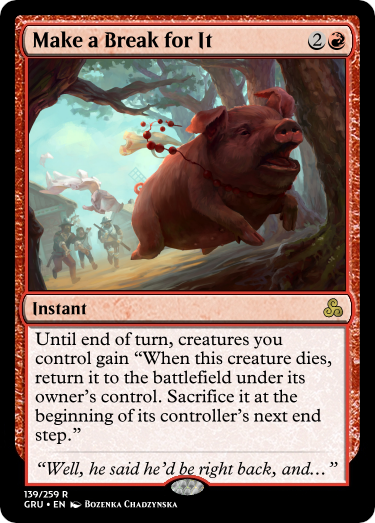 Make a Break for It 2
Instant
Until end of turn, creatures you
control gain “When this creature dies,
return it to the battlefield under its
owner’s control. Sacrifice it at the
beginning of its controller’s next end
step.”
“Well, he said he’d be right back, and…”
139/259 R
GRU • EN Bozenka Chadzynska